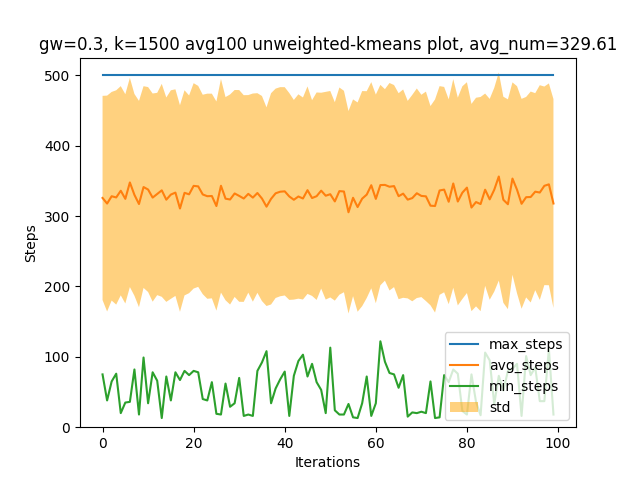 gw=0.3, k=1500 avg100 unweighted-kmeans plot, avg_num=329.61
500
400
300
200
100
0
Steps
max_steps
avg_steps
min_steps
std
0
20
40
60
80
100
Iterations